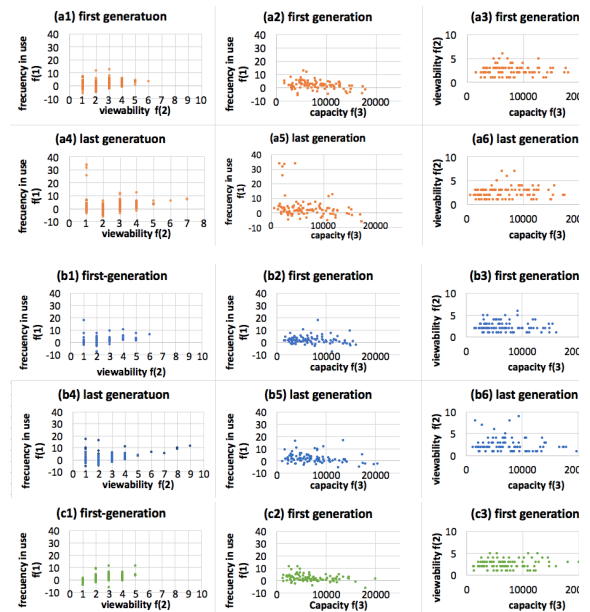 (a1) first generatuon
(a2) first generation
(a3) first generation
frecuency in use
f(1)
40
30
20
10
0
-10
0 1 2 3 4 5 6 7 8 9 10
viewability f(2)
frecuency in use
f(1)
40
30
20
10
0
-10
0 10000 20000
capacity f(3)
viewability f(2)
10
5
0
0 10000 200
capacity f(3)
(a4) last generatuon
(a5) last generation
(a6) last generation
frecuency in use
f(1)
40
30
20
10
0
-10
0 1 2 3 4 5 6 7 8
viewability f(2)
frecuency in use
f(1)
40
30
20
10
0
-10
0 10000 20000
capacity f(3)
viewability f(2)
10
5
0
0 10000 200
capacity f(3)
(b1) first-generation
(b2) first generation
(b3) first generation
frecuency in use
f(1)
40
30
20
10
0
-10
0 1 2 3 4 5 6 7 8 9 10
viewability f(2)
frecuency in use
f(1)
40
30
20
10
0
-10
0 10000 20000
capacity f(3)
viewability f(2)
10
5
0
0 10000 200
capacity f(3)
(b4) last generatuon
(b5) last generation
(b6) last generation
frecuency in use
f(1)
40
30
20
10
0
-10
0 1 2 3 4 5 6 7 8 9 10
viewability f(2)
frecuency in use
f(1)
40
30
20
10
0
-10
0 10000 20000
Capacity f(3)
viewability f(2)
10
5
0
0 10000 200
capacity f(3)
(c1) first-generation
(c2) first generation
(c3) first generation
frecuency in use
f(1)
40
30
20
10
0
-10
0 1 2 3 4 5 6 7 8 9 10
viewability f(2)
frecuency in use
f(1)
40
30
20
10
0
-10
0 10000 20000
Capacity f(3)
viewability f(2)
10
5
0
0 10000 200
capacity f(3)